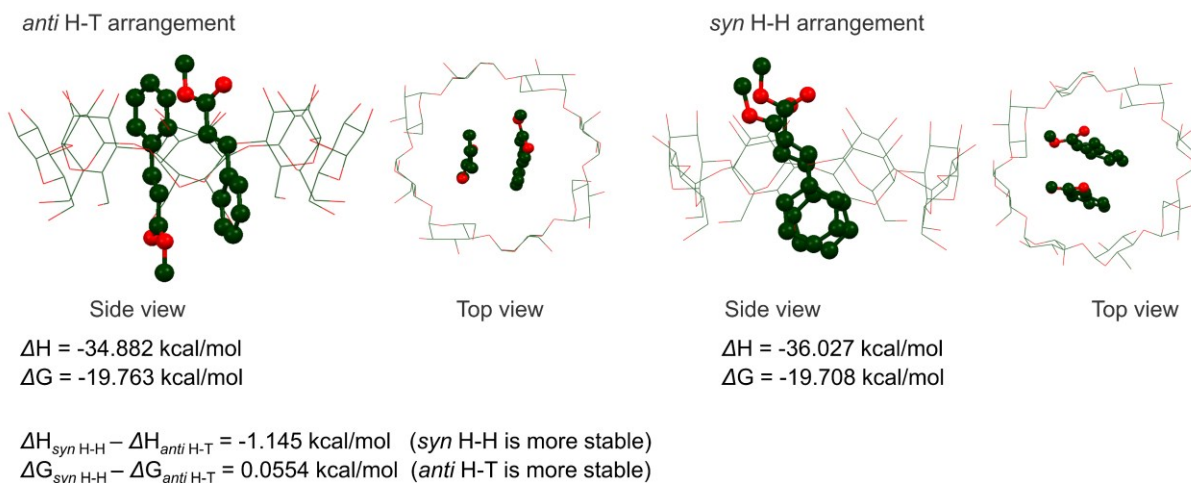 anti H-T arrangement
syn H-H arrangement
Side view
Top view
Side view
Top view
ΔH = -34.882 kcal/mol
ΔG = -19.763 kcal/mol
ΔH = -36.027 kcal/mol
ΔG = -19.708 kcal/mol
ΔHsyn H-H – ΔHanti H-T = -1.145 kcal/mol (syn H-H is more stable)
ΔGsyn H-H – ΔGanti H-T = 0.0554 kcal/mol (anti H-T is more stable)